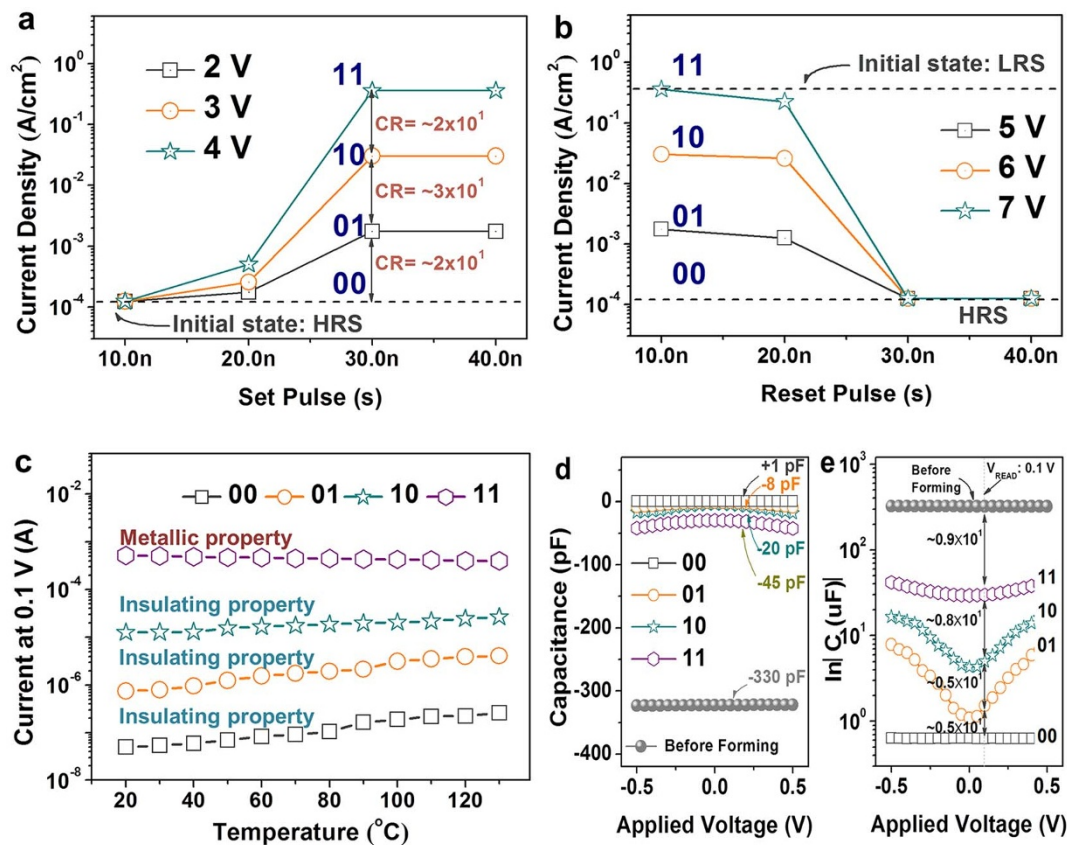 a
Current Density (A/cm²)
10⁰
10⁻¹
10⁻²
10⁻³
10⁻⁴
2 V
3 V
4 V
11
CR= ~2x10¹
10
CR= ~3x10¹
01
CR= ~2x10¹
00
Initial state: HRS
10.0n 20.0n 30.0n 40.0n
Set Pulse (s)
b
Current Density (A/cm²)
10⁰
10⁻¹
10⁻²
10⁻³
10⁻⁴
Initial state: LRS
11
10
01
00
5 V
6 V
7 V
HRS
10.0n 20.0n 30.0n 40.0n
Reset Pulse (s)
c
Current at 0.1 V (A)
10⁻²
10⁻⁴
10⁻⁶
10⁻⁸
00 01 10 11
Metallic property
Insulating property
Insulating property
Insulating property
20 40 60 80 100 120
Temperature (°C)
d
Capacitance (pF)
0
-100
-200
-300
-400
+1 pF
-8 pF
-20 pF
-45 pF
00
01
10
11
-330 pF
Before Forming
-0.5 0.0 0.5
Applied Voltage (V)
e
ln| C, (uF)|
10³
10²
10¹
10⁰
Before
Forming
V_READ: 0.1 V
~0.9X10¹
11
~0.8X10¹
10
~0.5X10¹
01
~0.5X10¹
00
-0.5 0.0 0.5
Applied Voltage (V)